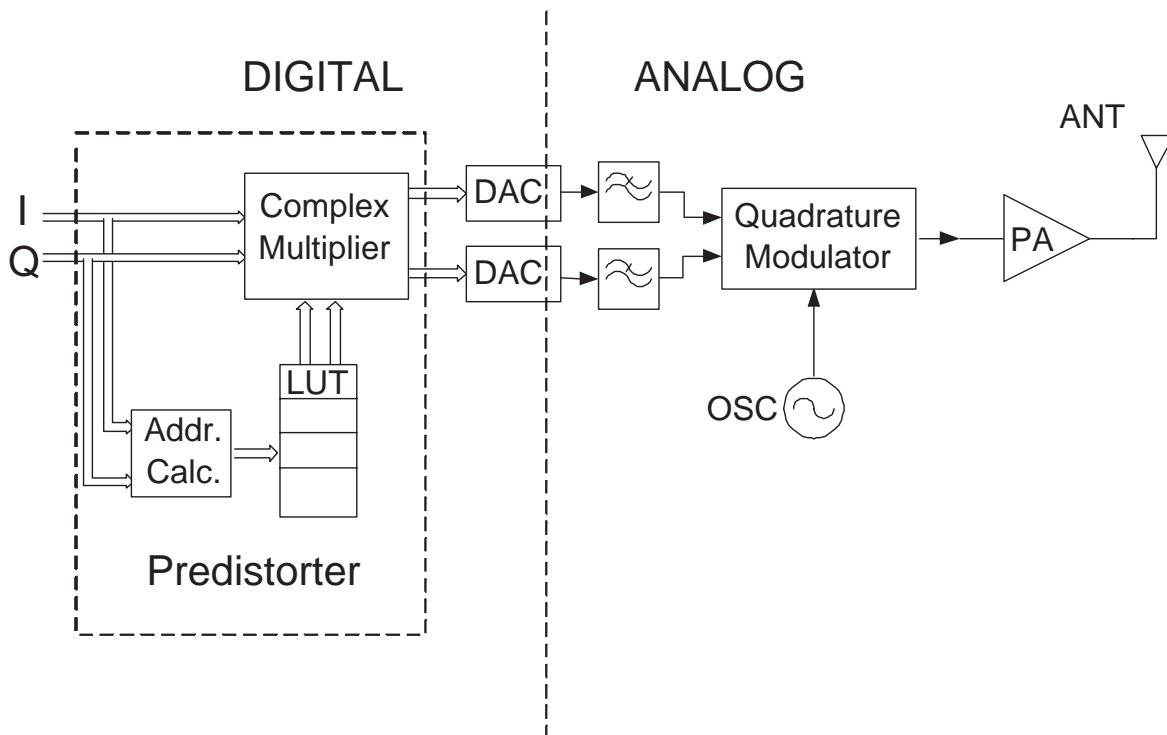 DIGITAL
ANALOG
ANT
I
Q
Complex
Multiplier
DAC
DAC
Quadrature
Modulator
PA
LUT
OSC
Addr.
Calc.
Predistorter